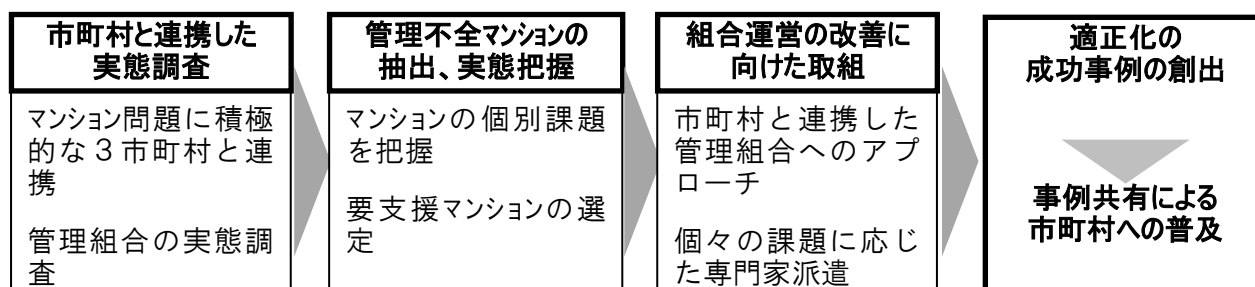 市町村と連携した
実態調査
マンション問題に積極
的な３市町村と連
携
管理組合の実態調
査
管理不全マンションの
抽出、実態把握
マンションの個別課題
を把握
要支援マンションの選
定
組合運営の改善に
向けた取組
市町村と連携した
管理組合へのアプ
ローチ
個々の課題に応じ
た専門家派遣
適正化の
成功事例の創出
事例共有による
市町村への普及